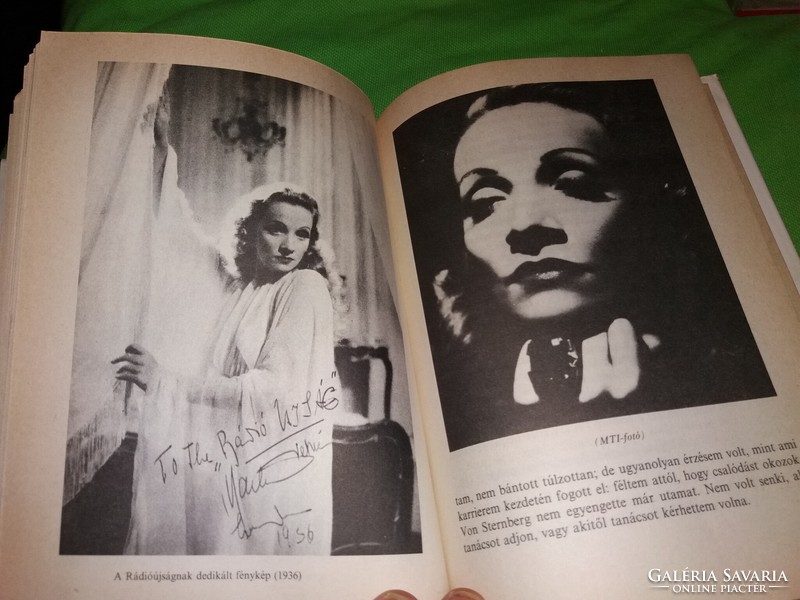 To The „Rádió UJSÁG"
Marlene
1936
A Rádióújságnak dedikált fénykép (1936)
(MTI-fotó)
tam, nem bántott túlzottan; de ugyanolyan érzésem volt, mint ami
karrierem kezdetén fogott el: féltem attól, hogy csalódást okozok,
Von Sternberg nem egyengette már utamat. Nem volt senki, a
tanácsot adjon, vagy akitől tanácsot kérhettem volna.
GALÉRIA SAVARIA
ONLINE PIACTÉR